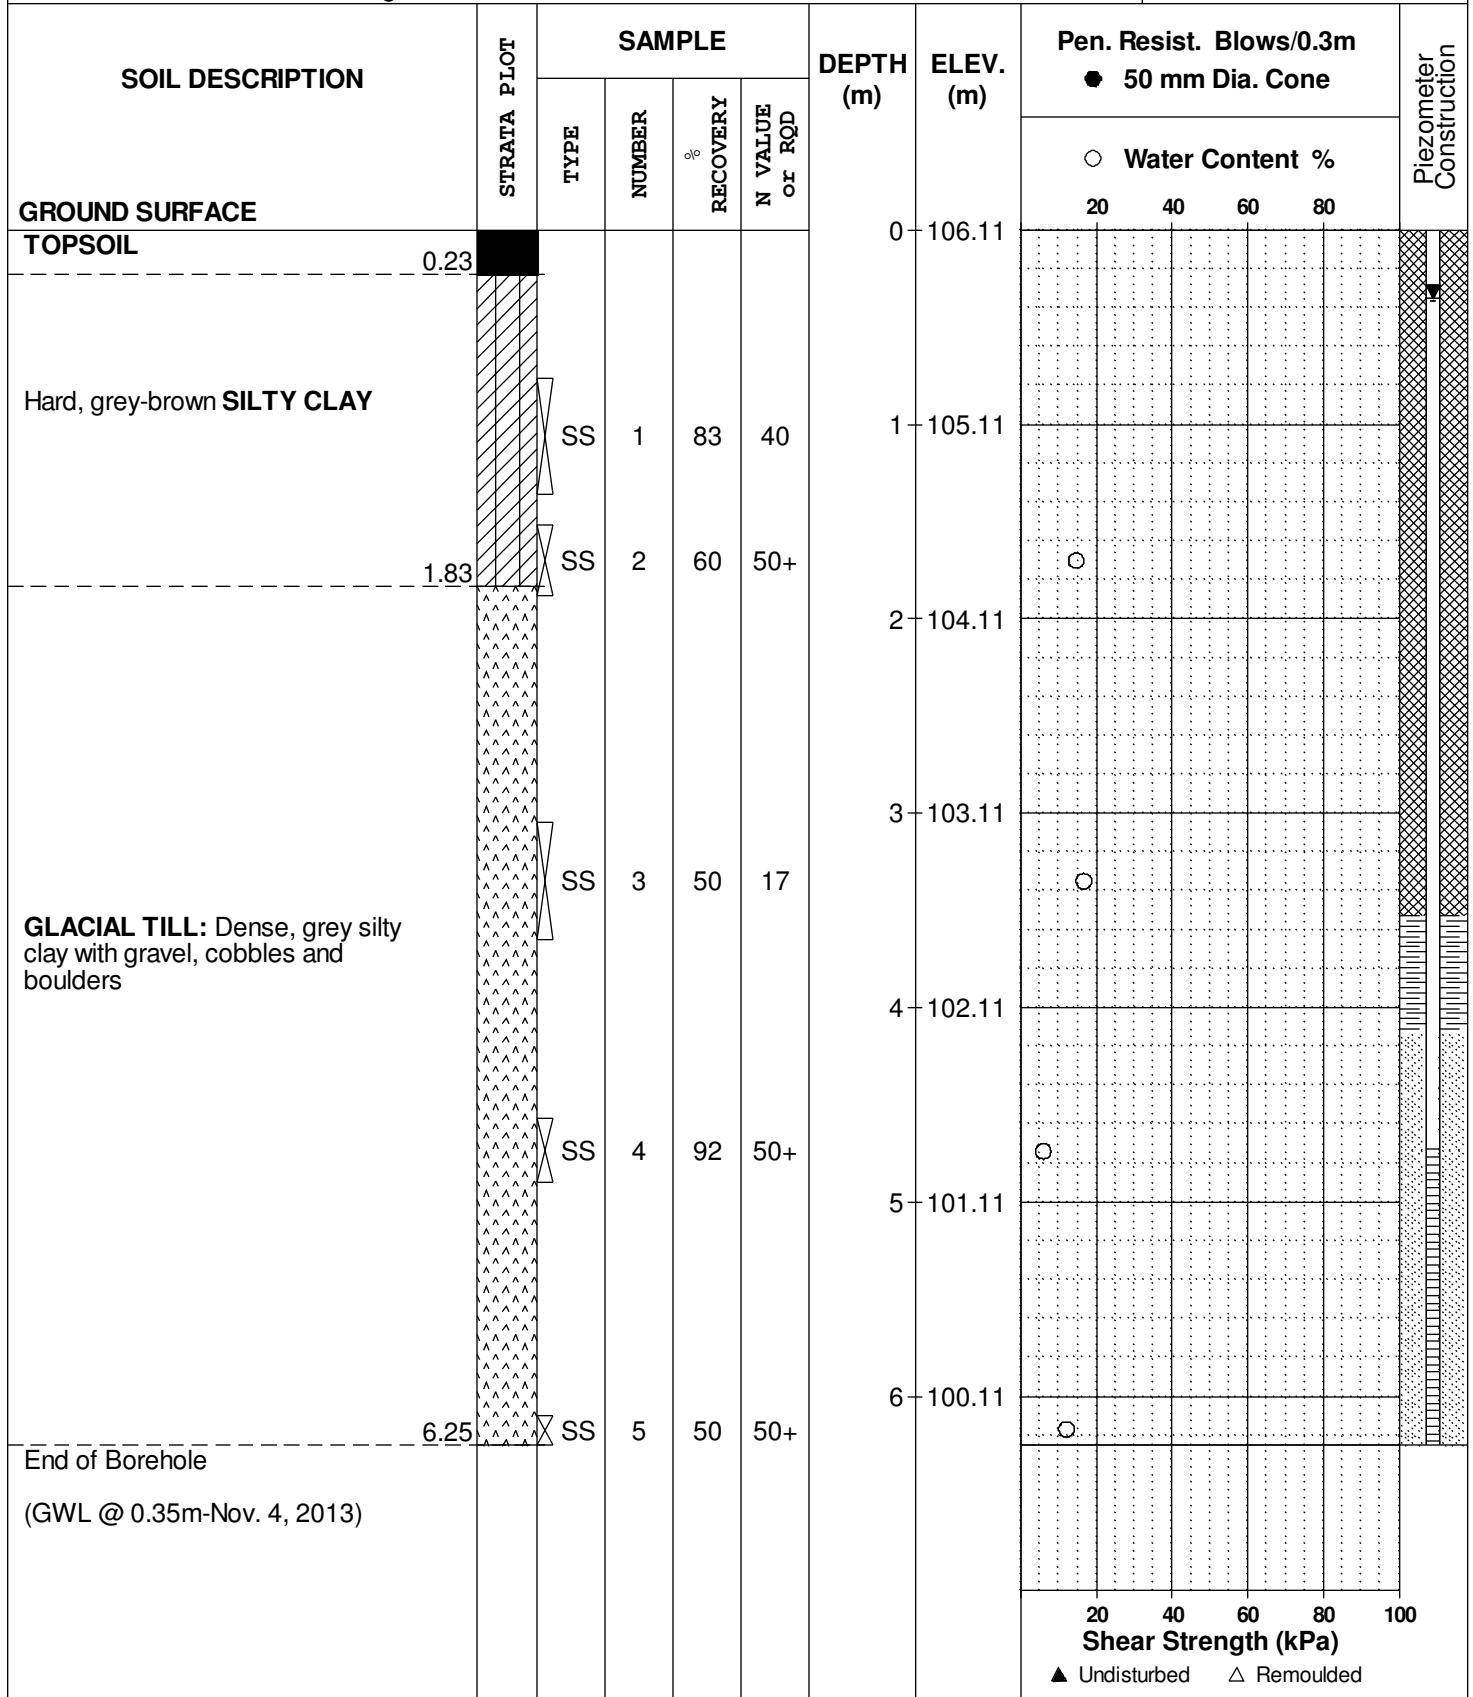 SOIL DESCRIPTION
GROUND SURFACE
STRATA PLOT
SAMPLE
TYPE
NUMBER
% RECOVERY
N VALUE or RQD
DEPTH (m)
ELEV. (m)
Pen. Resist. Blows/0.3m
● 50 mm Dia. Cone
○ Water Content %
20 40 60 80
Piezometer Construction
TOPSOIL
0.23
0 106.11
Hard, grey-brown SILTY CLAY
SS 1 83 40
1 105.11
SS 2 60 50+
1.83
2 104.11
3 103.11
SS 3 50 17
GLACIAL TILL: Dense, grey silty
clay with gravel, cobbles and
boulders
4 102.11
SS 4 92 50+
5 101.11
6 100.11
6.25
SS 5 50 50+
End of Borehole
(GWL @ 0.35m-Nov. 4, 2013)
20 40 60 80 100
Shear Strength (kPa)
▲ Undisturbed △ Remoulded